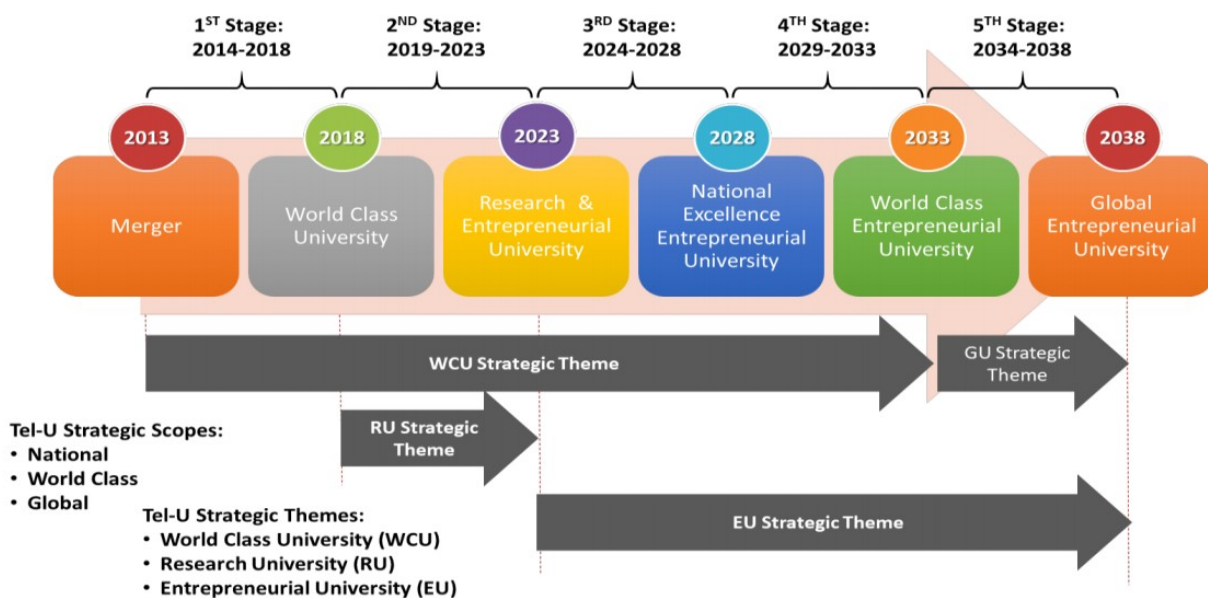 1ST Stage:
2014-2018
2ND Stage:
2019-2023
3RD Stage:
2024-2028
4TH Stage:
2029-2033
5TH Stage:
2034-2038
2013
2018
2023
2028
2033
2038
Merger
World Class
University
Research &
Entrepreneurial
University
National
Excellence
Entrepreneurial
University
World Class
Entrepreneurial
University
Global
Entrepreneurial
University
WCU Strategic Theme
GU Strategic
Theme
RU Strategic
Theme
EU Strategic Theme
Tel-U Strategic Scopes:
• National
• World Class
• Global
Tel-U Strategic Themes:
• World Class University (WCU)
• Research University (RU)
• Entrepreneurial University (EU)